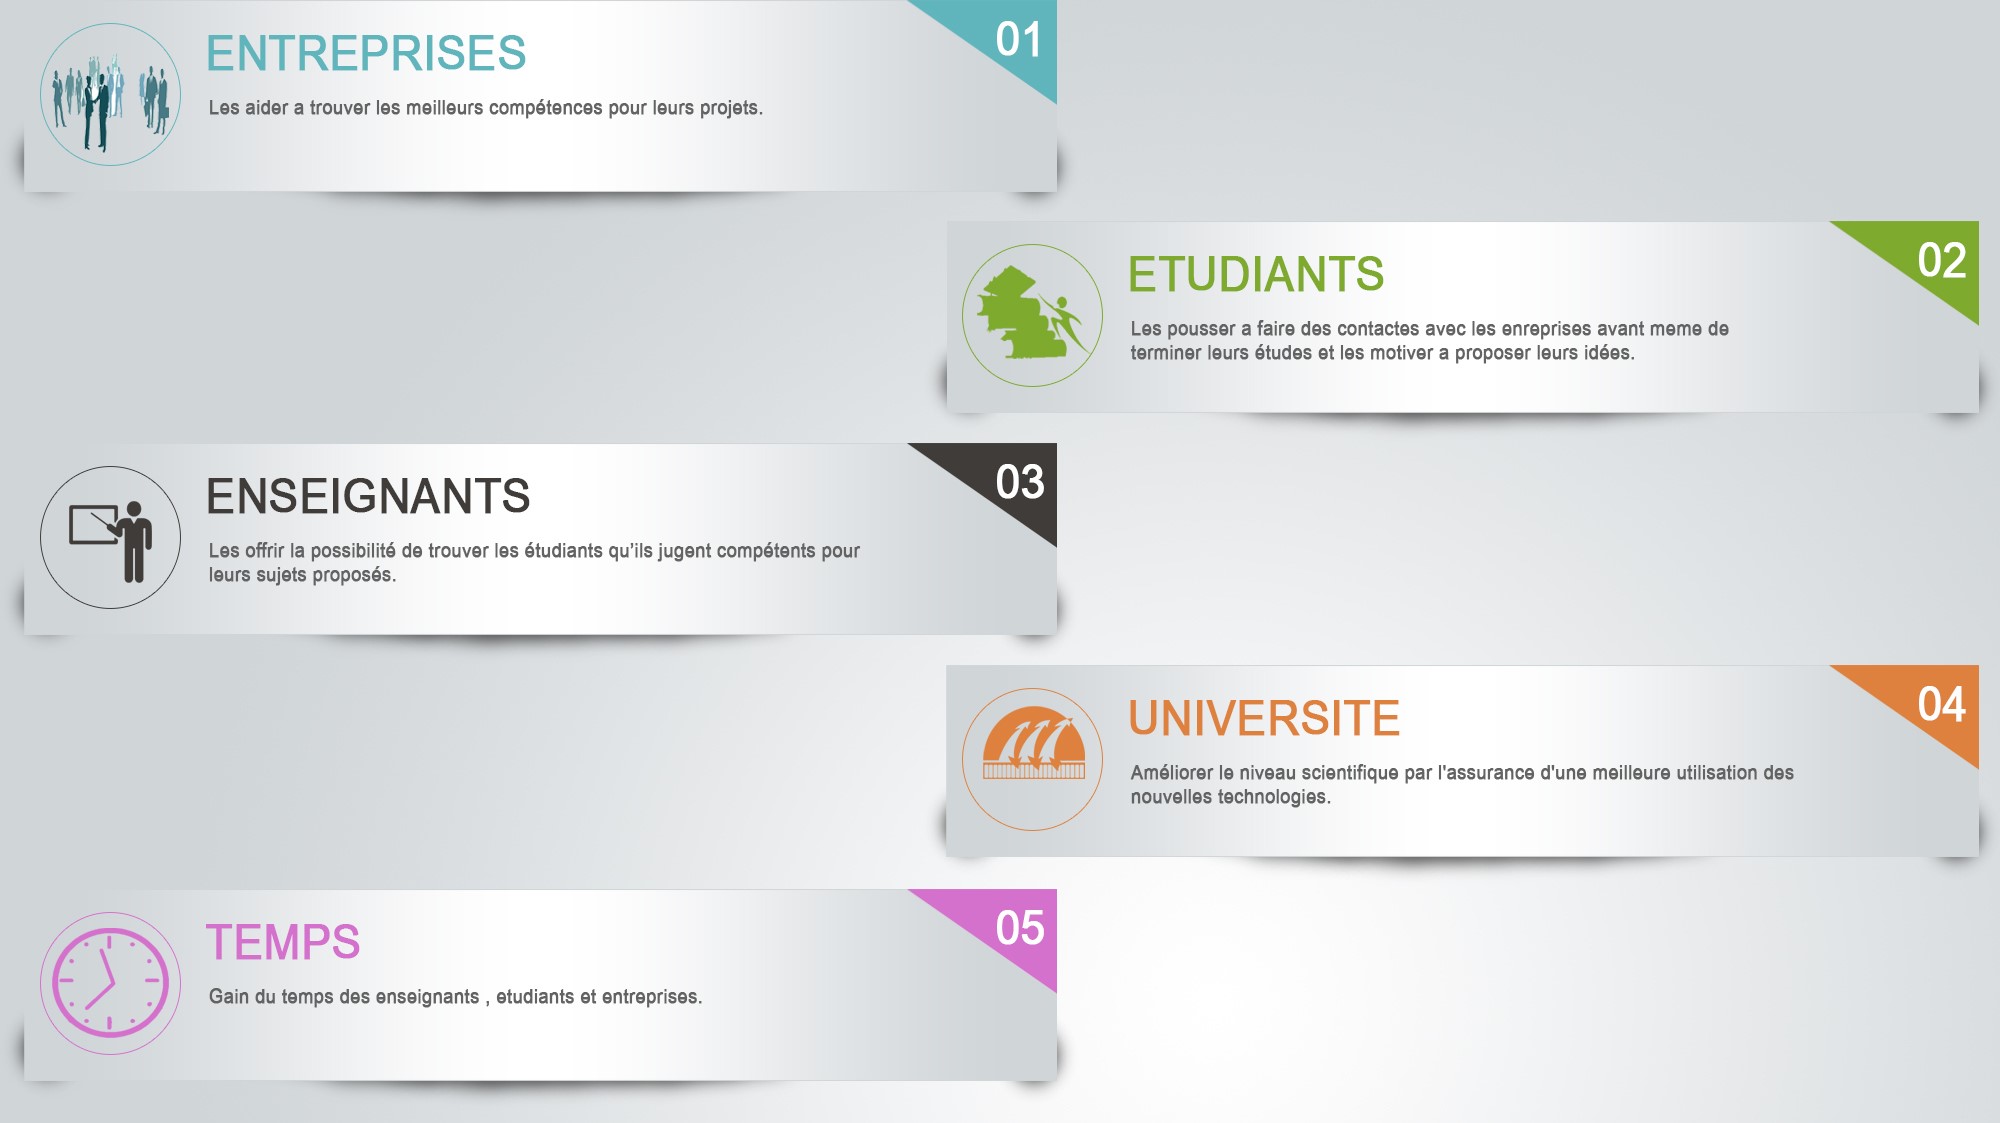 ENTREPRISES
01
Les aider a trouver les meilleurs compétences pour leurs projets.
ETUDIANTS
02
Les pousser a faire des contactes avec les enreprises avant meme de
terminer leurs études et les motiver a proposer leurs idées.
ENSEIGNANTS
03
Les offrir la possibilité de trouver les étudiants qu'ils jugent compétents pour
leurs sujets proposés.
UNIVERSITE
04
Améliorer le niveau scientifique par l'assurance d'une meilleure utilisation des
nouvelles technologies.
TEMPS
05
Gain du temps des enseignants , etudiants et entreprises.